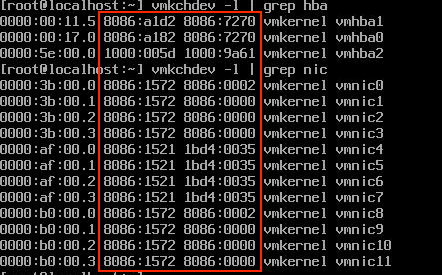 [root@localhost:~] vmkchdev -l | grep hba
0000:00:11.5 8086:a1d2 8086:7270 vmkernel vmhba1
0000:00:17.0 8086:a182 8086:7270 vmkernel vmhba0
0000:5e:00.0 1000:005d 1000:9a61 vmkernel vmhba2
[root@localhost:~] vmkchdev -l | grep nic
0000:3b:00.0 8086:1572 8086:0002 vmkernel vmnic0
0000:3b:00.1 8086:1572 8086:0000 vmkernel vmnic1
0000:3b:00.2 8086:1572 8086:0000 vmkernel vmnic2
0000:3b:00.3 8086:1572 8086:0000 vmkernel vmnic3
0000:af:00.0 8086:1521 1bd4:0035 vmkernel vmnic4
0000:af:00.1 8086:1521 1bd4:0035 vmkernel vmnic5
0000:af:00.2 8086:1521 1bd4:0035 vmkernel vmnic6
0000:af:00.3 8086:1521 1bd4:0035 vmkernel vmnic7
0000:b0:00.0 8086:1572 8086:0002 vmkernel vmnic8
0000:b0:00.1 8086:1572 8086:0000 vmkernel vmnic9
0000:b0:00.2 8086:1572 8086:0000 vmkernel vmnic10
0000:b0:00.3 8086:1572 8086:0000 vmkernel vmnic11